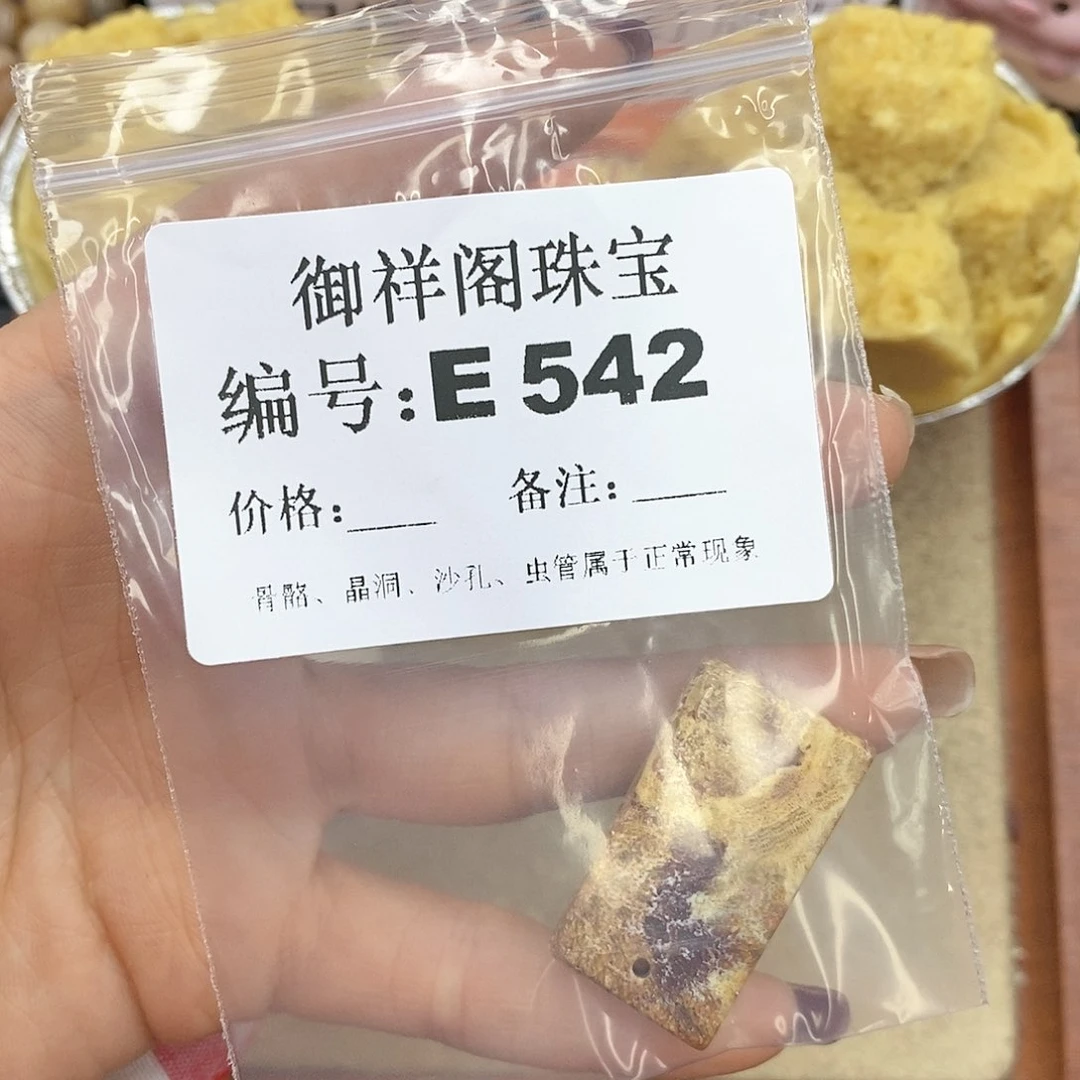 御祥阁珠宝
编号:E 542
价格:____ 备注:____
骨骼、晶洞、沙孔、虫管属于正常现象